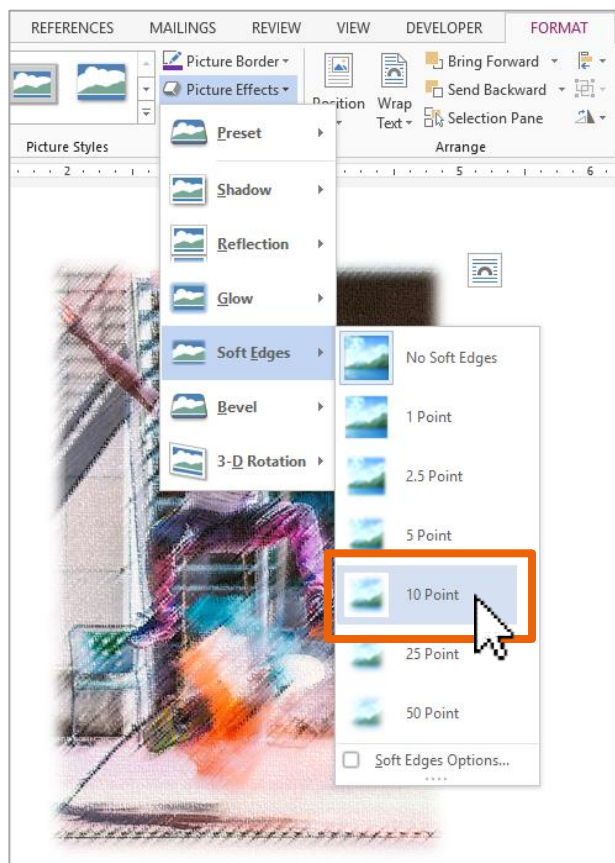 REFERENCES MAILINGS REVIEW VIEW DEVELOPER FORMAT
Picture Border
Picture Effects
Wrap Text
Bring Forward
Send Backward
Selection Pane
Picture Styles
Arrange
2 5 6
Preset
Shadow
Reflection
Glow
Soft Edges
Bevel
3-D Rotation
No Soft Edges
1 Point
2.5 Point
5 Point
10 Point
25 Point
50 Point
Soft Edges Options...